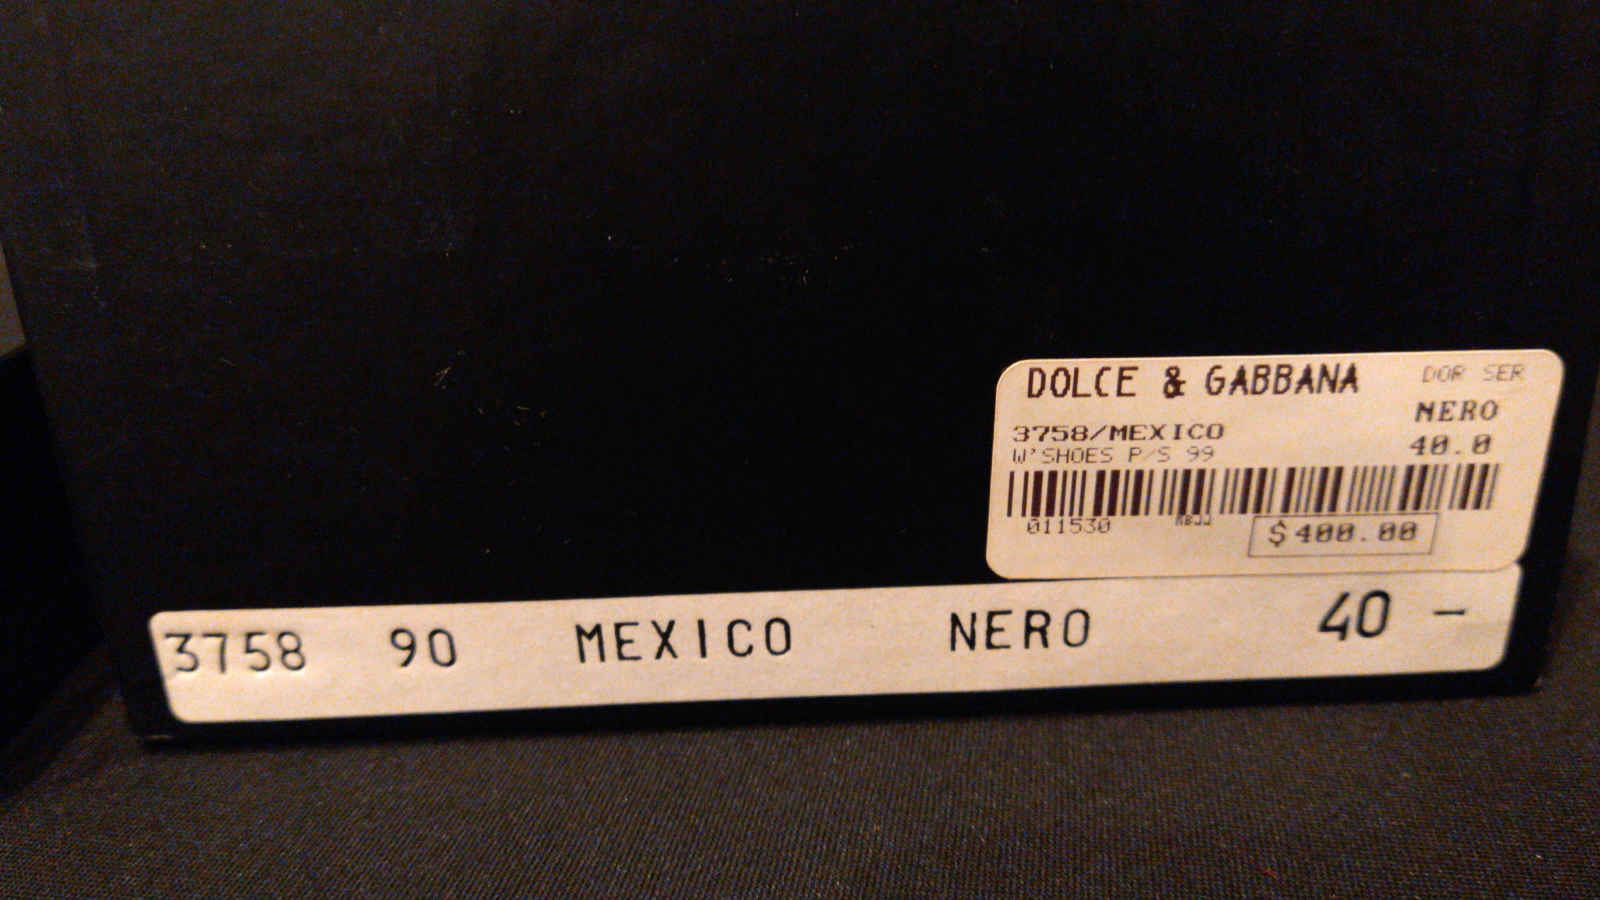 DOLCE & GABBANA DOR SER
NERO
3758/MEXICO 40.0
W'SHOES P/S 99
011530
$400.00
3758 90 MEXICO NERO 40 -